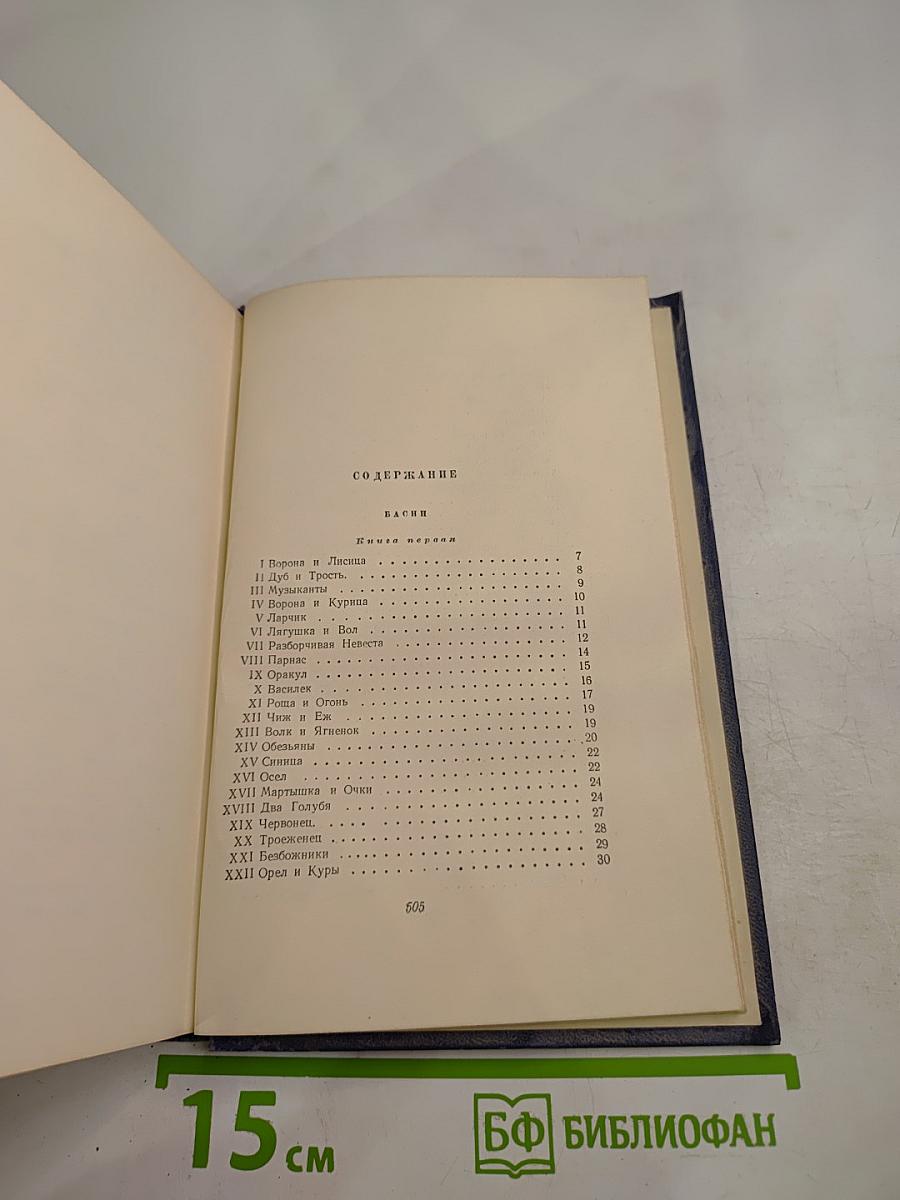 СОДЕРЖАНИЕ
БАСНИ
Книга первая
I Ворона и Лисица . . . . . . . . . . . . . . . . . 7
II Дуб и Трость. . . . . . . . . . . . . . . . . . 8
III Музыканты . . . . . . . . . . . . . . . . . . 9
IV Ворона и Курица . . . . . . . . . . . . . . . . 10
V Ларчик . . . . . . . . . . . . . . . . . . . 11
VI Лягушка и Вол . . . . . . . . . . . . . . . . . 11
VII Разборчивая Невеста . . . . . . . . . . . . . . . 12
VIII Парнас . . . . . . . . . . . . . . . . . . . 14
IX Оракул . . . . . . . . . . . . . . . . . . . 15
X Василек . . . . . . . . . . . . . . . . . . . 16
XI Роща и Огонь . . . . . . . . . . . . . . . . . 17
XII Чиж и Еж . . . . . . . . . . . . . . . . . . 19
XIII Волк и Ягненок . . . . . . . . . . . . . . . . . 19
XIV Обезьяны . . . . . . . . . . . . . . . . . . . 20
XV Синица . . . . . . . . . . . . . . . . . . . 22
XVI Осел . . . . . . . . . . . . . . . . . . . . 22
XVII Мартышка и Очки . . . . . . . . . . . . . . . . 24
XVIII Два Голубя . . . . . . . . . . . . . . . . . . 24
XIX Червонец. . . . . . . . . . . . . . . . . . . 27
XX Троеженец . . . . . . . . . . . . . . . . . . . 28
XXI Безбожники . . . . . . . . . . . . . . . . . . 29
XXII Орел и Куры . . . . . . . . . . . . . . . . . . 30
505
15 см
БФ БИБЛИОФАН